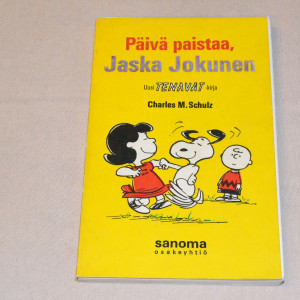 Päivä paistaa,
Jaska Jokunen
Uusi TENAVAT-kirja
Charles M. Schulz
sanoma
osakeyhtiö